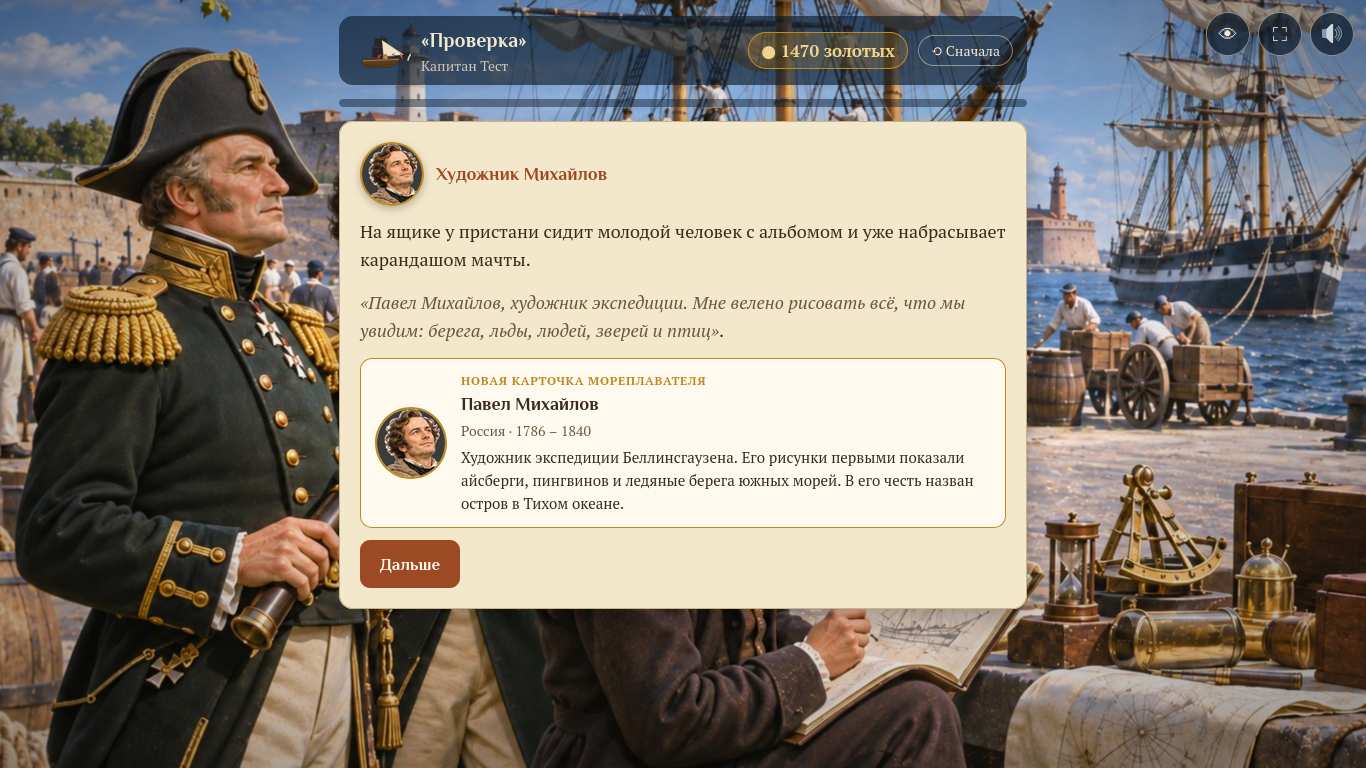 «Проверка»
Капитан Тест
1470 золотых
⟲ Сначала
Художник Михайлов
На ящике у пристани сидит молодой человек с альбомом и уже набрасывает
карандашом мачты.
«Павел Михайлов, художник экспедиции. Мне велено рисовать всё, что мы
увидим: берега, льды, людей, зверей и птиц».
НОВАЯ КАРТОЧКА МОРЕПЛАВАТЕЛЯ
Павел Михайлов
Россия · 1786 – 1840
Художник экспедиции Беллинсгаузена. Его рисунки первыми показали
айсберги, пингвинов и ледяные берега южных морей. В его честь назван
остров в Тихом океане.
Дальше